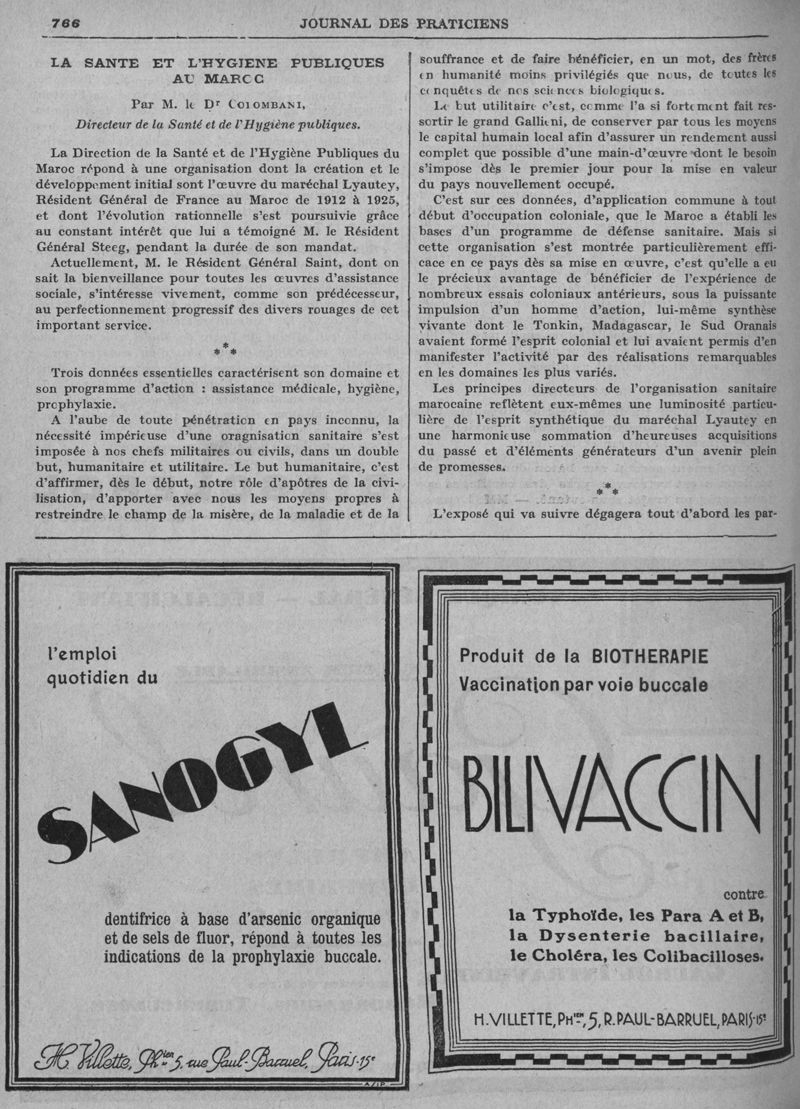 766
JOURNAL DES PRATICIENS
LA SANTE ET L'HYGIENE PUBLIQUES
AU MAROC
Par M. le Dr COLOMBANI,
Directeur de la Santé et de l'Hygiène publiques.
La Direction de la Santé et de l'Hygiène Publiques du
Maroc répond à une organisation dont la création et le
développement initial sont l'œuvre du maréchal Lyautey,
Résident Général de France au Maroc de 1912 à 1925,
et dont l'évolution rationnelle s'est poursuivie grâce
au constant intérêt que lui a témoigné M. le Résident
Général Steeg, pendant la durée de son mandat.
Actuellement, M. le Résident Général Saint, dont on
sait la bienveillance pour toutes les œuvres d'assistance
sociale, s'intéresse vivement, comme son prédécesseur,
au perfectionnement progressif des divers rouages de cet
important service.
***
Trois données essentielles caractérisent son domaine et
son programme d'action : assistance médicale, hygiène,
prophylaxie.
A l'aube de toute pénétration en pays inconnu, la
nécessité impérieuse d'une oragnisation sanitaire s'est
imposée à nos chefs militaires ou civils, dans un double
but, humanitaire et utilitaire. Le but humanitaire, c'est
d'affirmer, dès le début, notre rôle d'apôtres de la civi-
lisation, d'apporter avec nous les moyens propres à
restreindre le champ de la misère, de la maladie et de la
souffrance et de faire bénéficier, en un mot, des frères
en humanité moins privilégiés que nous, de toutes les
conquêtes de nos sciences biologiques.
Le but utilitaire c'est, comme l'a si fortement fait res-
sortir le grand Gallieni, de conserver par tous les moyens
le capital humain local afin d'assurer un rendement aussi
complet que possible d'une main-d'œuvre dont le besoin
s'impose dès le premier jour pour la mise en valeur
du pays nouvellement occupé.
C'est sur ces données, d'application commune à tout
début d'occupation coloniale, que le Maroc a établi les
bases d'un programme de défense sanitaire. Mais si
cette organisation s'est montrée particulièrement effi-
cace en ce pays dès sa mise en œuvre, c'est qu'elle a eu
le précieux avantage de bénéficier de l'expérience de
nombreux essais coloniaux antérieurs, sous la puissante
impulsion d'un homme d'action, lui-même synthèse
vivante dont le Tonkin, Madagascar, le Sud Oranais
avaient formé l'esprit colonial et lui avaient permis d'en
manifester l'activité par des réalisations remarquables
en les domaines les plus variés.
Les principes directeurs de l'organisation sanitaire
marocaine reflètent eux-mêmes une luminosité particu-
lière de l'esprit synthétique du maréchal Lyautey en
une harmonieuse sommation d'heureuses acquisitions
du passé et d'éléments générateurs d'un avenir plein
de promesses.
***
L'exposé qui va suivre dégagera tout d'abord les par-
l'emploi
quotidien du
SANOGYL
dentifrice à base d'arsenic organique
et de sels de fluor, répond à toutes les
indications de la prophylaxie buccale.
H. Villette, Phien 5, rue Paul-Barruel, Paris-15e
Produit de la BIOTHERAPIE
Vaccination par voie buccale
BILIVACCIN
contre
la Typhoïde, les Para A et B,
la Dysenterie bacillaire,
le Choléra, les Colibacilloses.
H. VILLETTE, PHien, 5, R. PAUL-BARRUEL, PARIS-15e